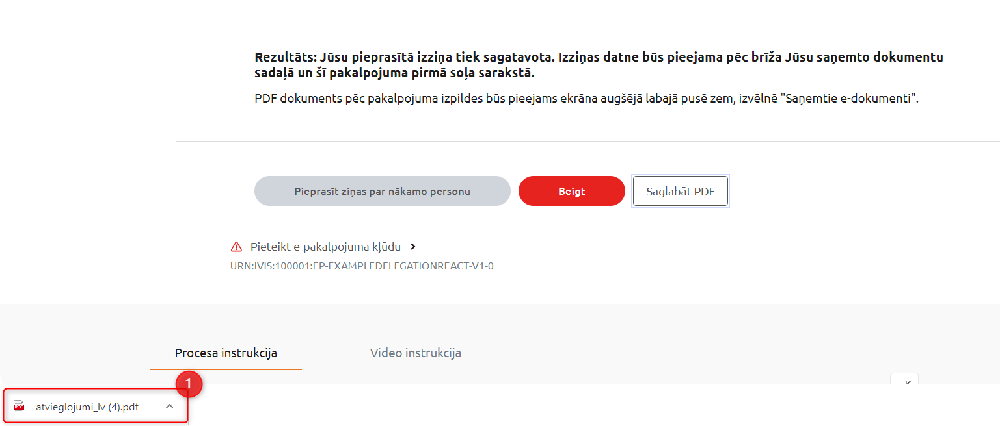 Rezultāts: Jūsu pieprasītā izziņa tiek sagatavota. Izziņas datne būs pieejama pēc brīža Jūsu saņemto dokumentu
sadaļā un šī pakalpojuma pirmā soļa sarakstā.
PDF dokuments pēc pakalpojuma izpildes būs pieejams ekrāna augšējā labajā pusē zem, izvēlnē "Saņemtie e-dokumenti".
Pieprasīt ziņas par nākamo personu
Beigt
Saglabāt PDF
Pieteikt e-pakalpojuma kļūdu
URN:IVIS:100001:EP-EXAMPLEDELEGATIONREACT-V1-0
Procesa instrukcija
Video instrukcija
1
PDF
atvieglojumi_lv (4).pdf